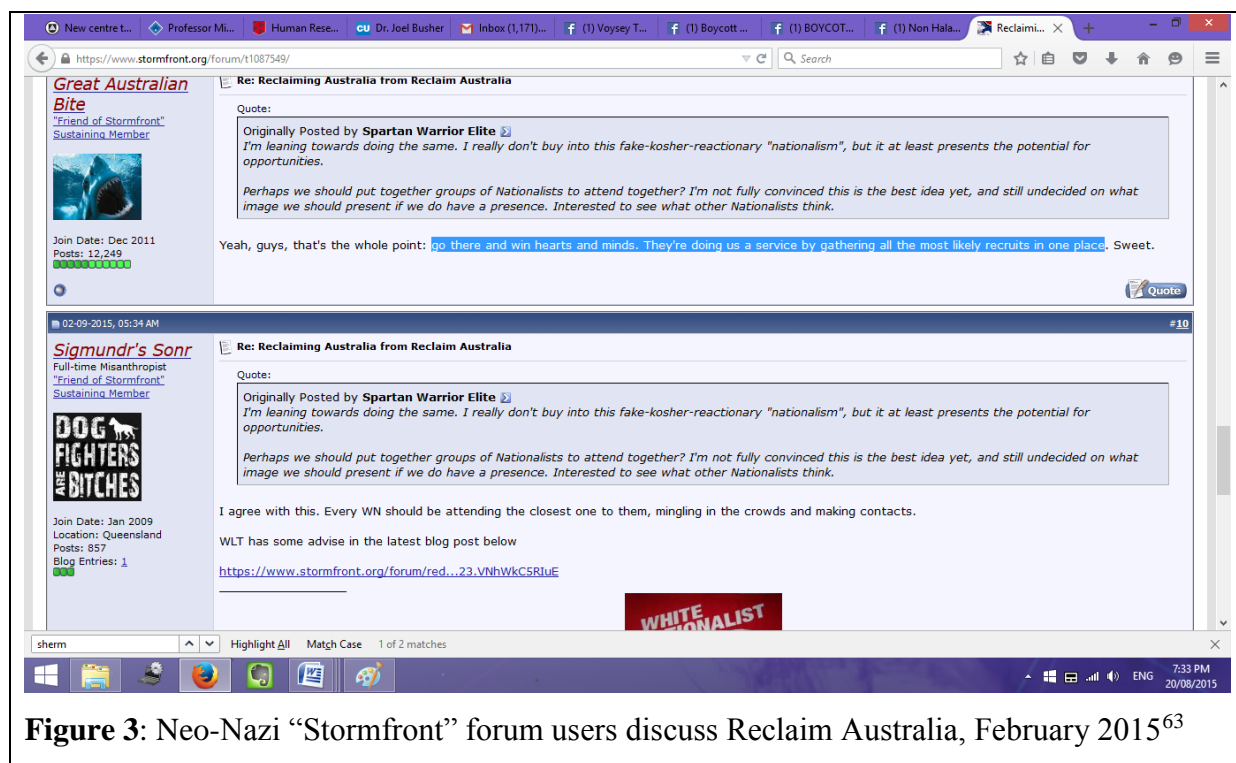 New centre t...
Professor Mi...
Human Rese...
CU Dr. Joel Busher
Inbox (1,171)...
(1) Voysey T...
(1) Boycott ...
(1) BOYCOT...
(1) Non Hala...
Reclaimi...
https://www.stormfront.org/forum/t1087549/
Search
Great Australian
Bite
"Friend of Stormfront"
Sustaining Member
Join Date: Dec 2011
Posts: 12,249
Re: Reclaiming Australia from Reclaim Australia
Quote:
Originally Posted by Spartan Warrior Elite
I'm leaning towards doing the same. I really don't buy into this fake-kosher-reactionary "nationalism", but it at least presents the potential for
opportunities.
Perhaps we should put together groups of Nationalists to attend together? I'm not fully convinced this is the best idea yet, and still undecided on what
image we should present if we do have a presence. Interested to see what other Nationalists think.
Yeah, guys, that's the whole point: go there and win hearts and minds. They're doing us a service by gathering all the most likely recruits in one place. Sweet.
Quote
02-09-2015, 05:34 AM
#10
Sigmundr's Sonr
Full-time Misanthropist
"Friend of Stormfront"
Sustaining Member
DOG
FIGHTERS
ARE BITCHES
Join Date: Jan 2009
Location: Queensland
Posts: 857
Blog Entries: 1
Re: Reclaiming Australia from Reclaim Australia
Quote:
Originally Posted by Spartan Warrior Elite
I'm leaning towards doing the same. I really don't buy into this fake-kosher-reactionary "nationalism", but it at least presents the potential for
opportunities.
Perhaps we should put together groups of Nationalists to attend together? I'm not fully convinced this is the best idea yet, and still undecided on what
image we should present if we do have a presence. Interested to see what other Nationalists think.
I agree with this. Every WN should be attending the closest one to them, mingling in the crowds and making contacts.
WLT has some advise in the latest blog post below
https://www.stormfront.org/forum/red...23.VNhWkC5RIuE
WHITE
NATIONALIST
sherm
Highlight All
Match Case
1 of 2 matches
ENG
7:33 PM
20/08/2015
Figure 3: Neo-Nazi “Stormfront” forum users discuss Reclaim Australia, February 2015⁶³